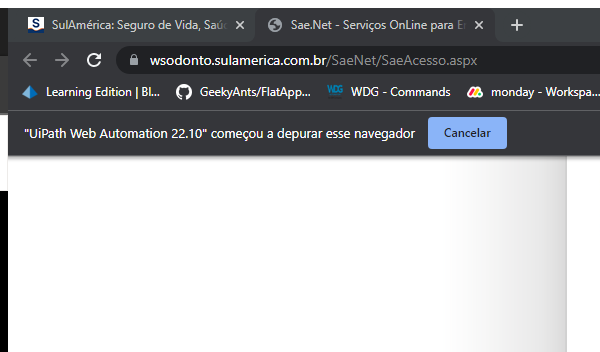 SulAmérica: Seguro de Vida, Saú
Sae.Net - Serviços OnLine para E
wsodonto.sulamerica.com.br/SaeNet/SaeAcesso.aspx
Learning Edition | Bl... GeekyAnts/FlatApp... WDG WDG - Commands monday - Workspa...
"UiPath Web Automation 22.10" começou a depurar esse navegador Cancelar